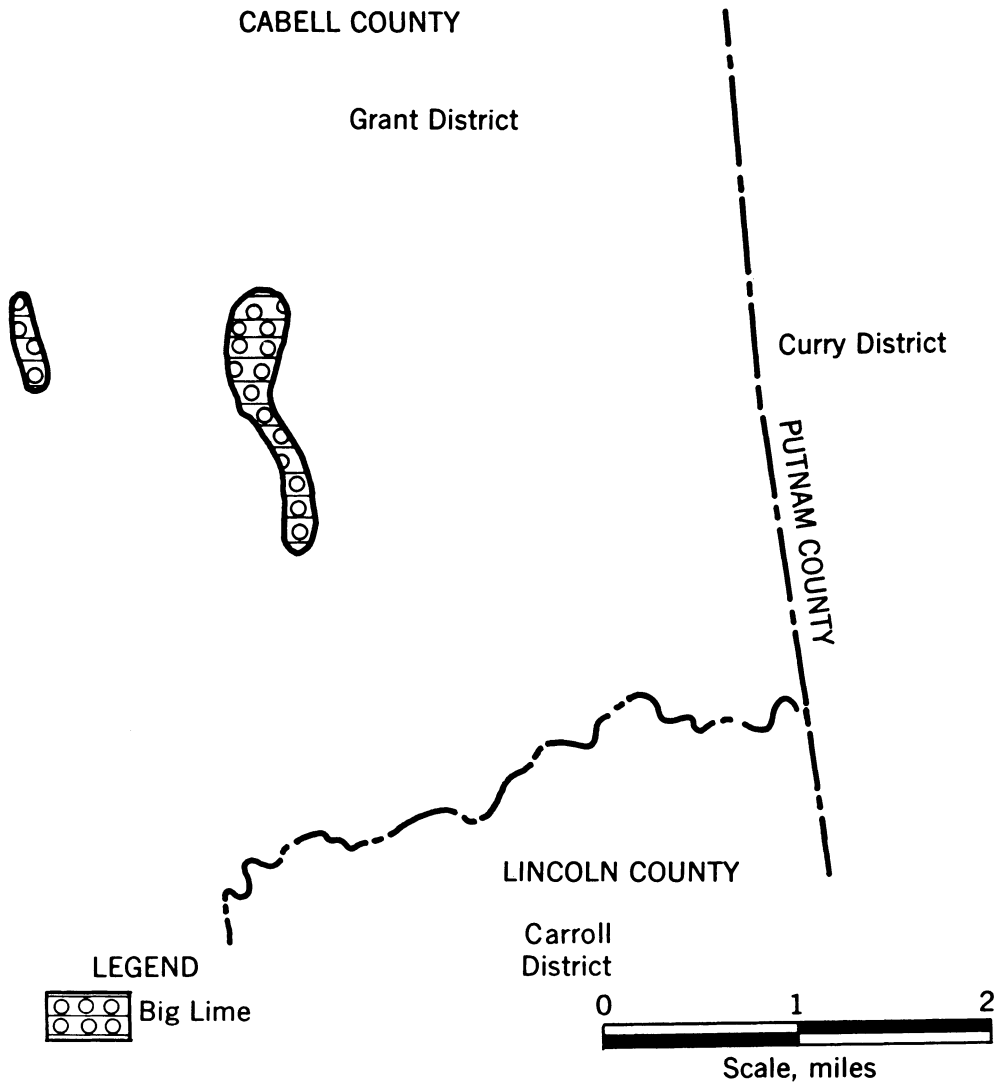 CABELL COUNTY
Grant District
Curry District
PUTNAM COUNTY
LINCOLN COUNTY
Carroll
District
LEGEND
Big Lime
0 1 2
Scale, miles